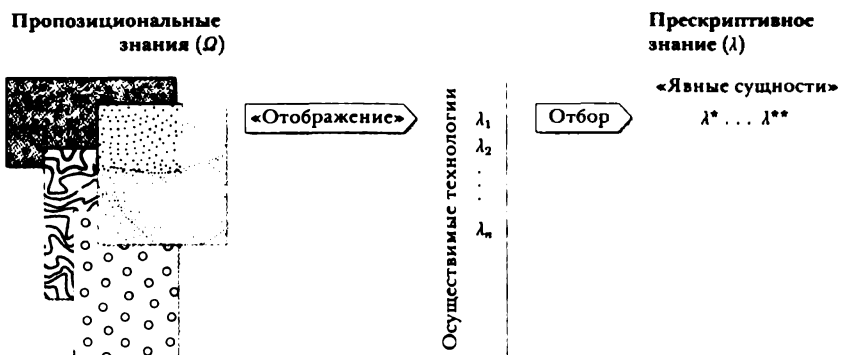 Пропозициональные
знания (Ω)
Прескриптивное
знание (λ)
«Явные сущности»
λ* . . . λ**
«Отображение»
Осуществимые технологии
λ₁
λ₂
.
.
.
λₙ
Отбор